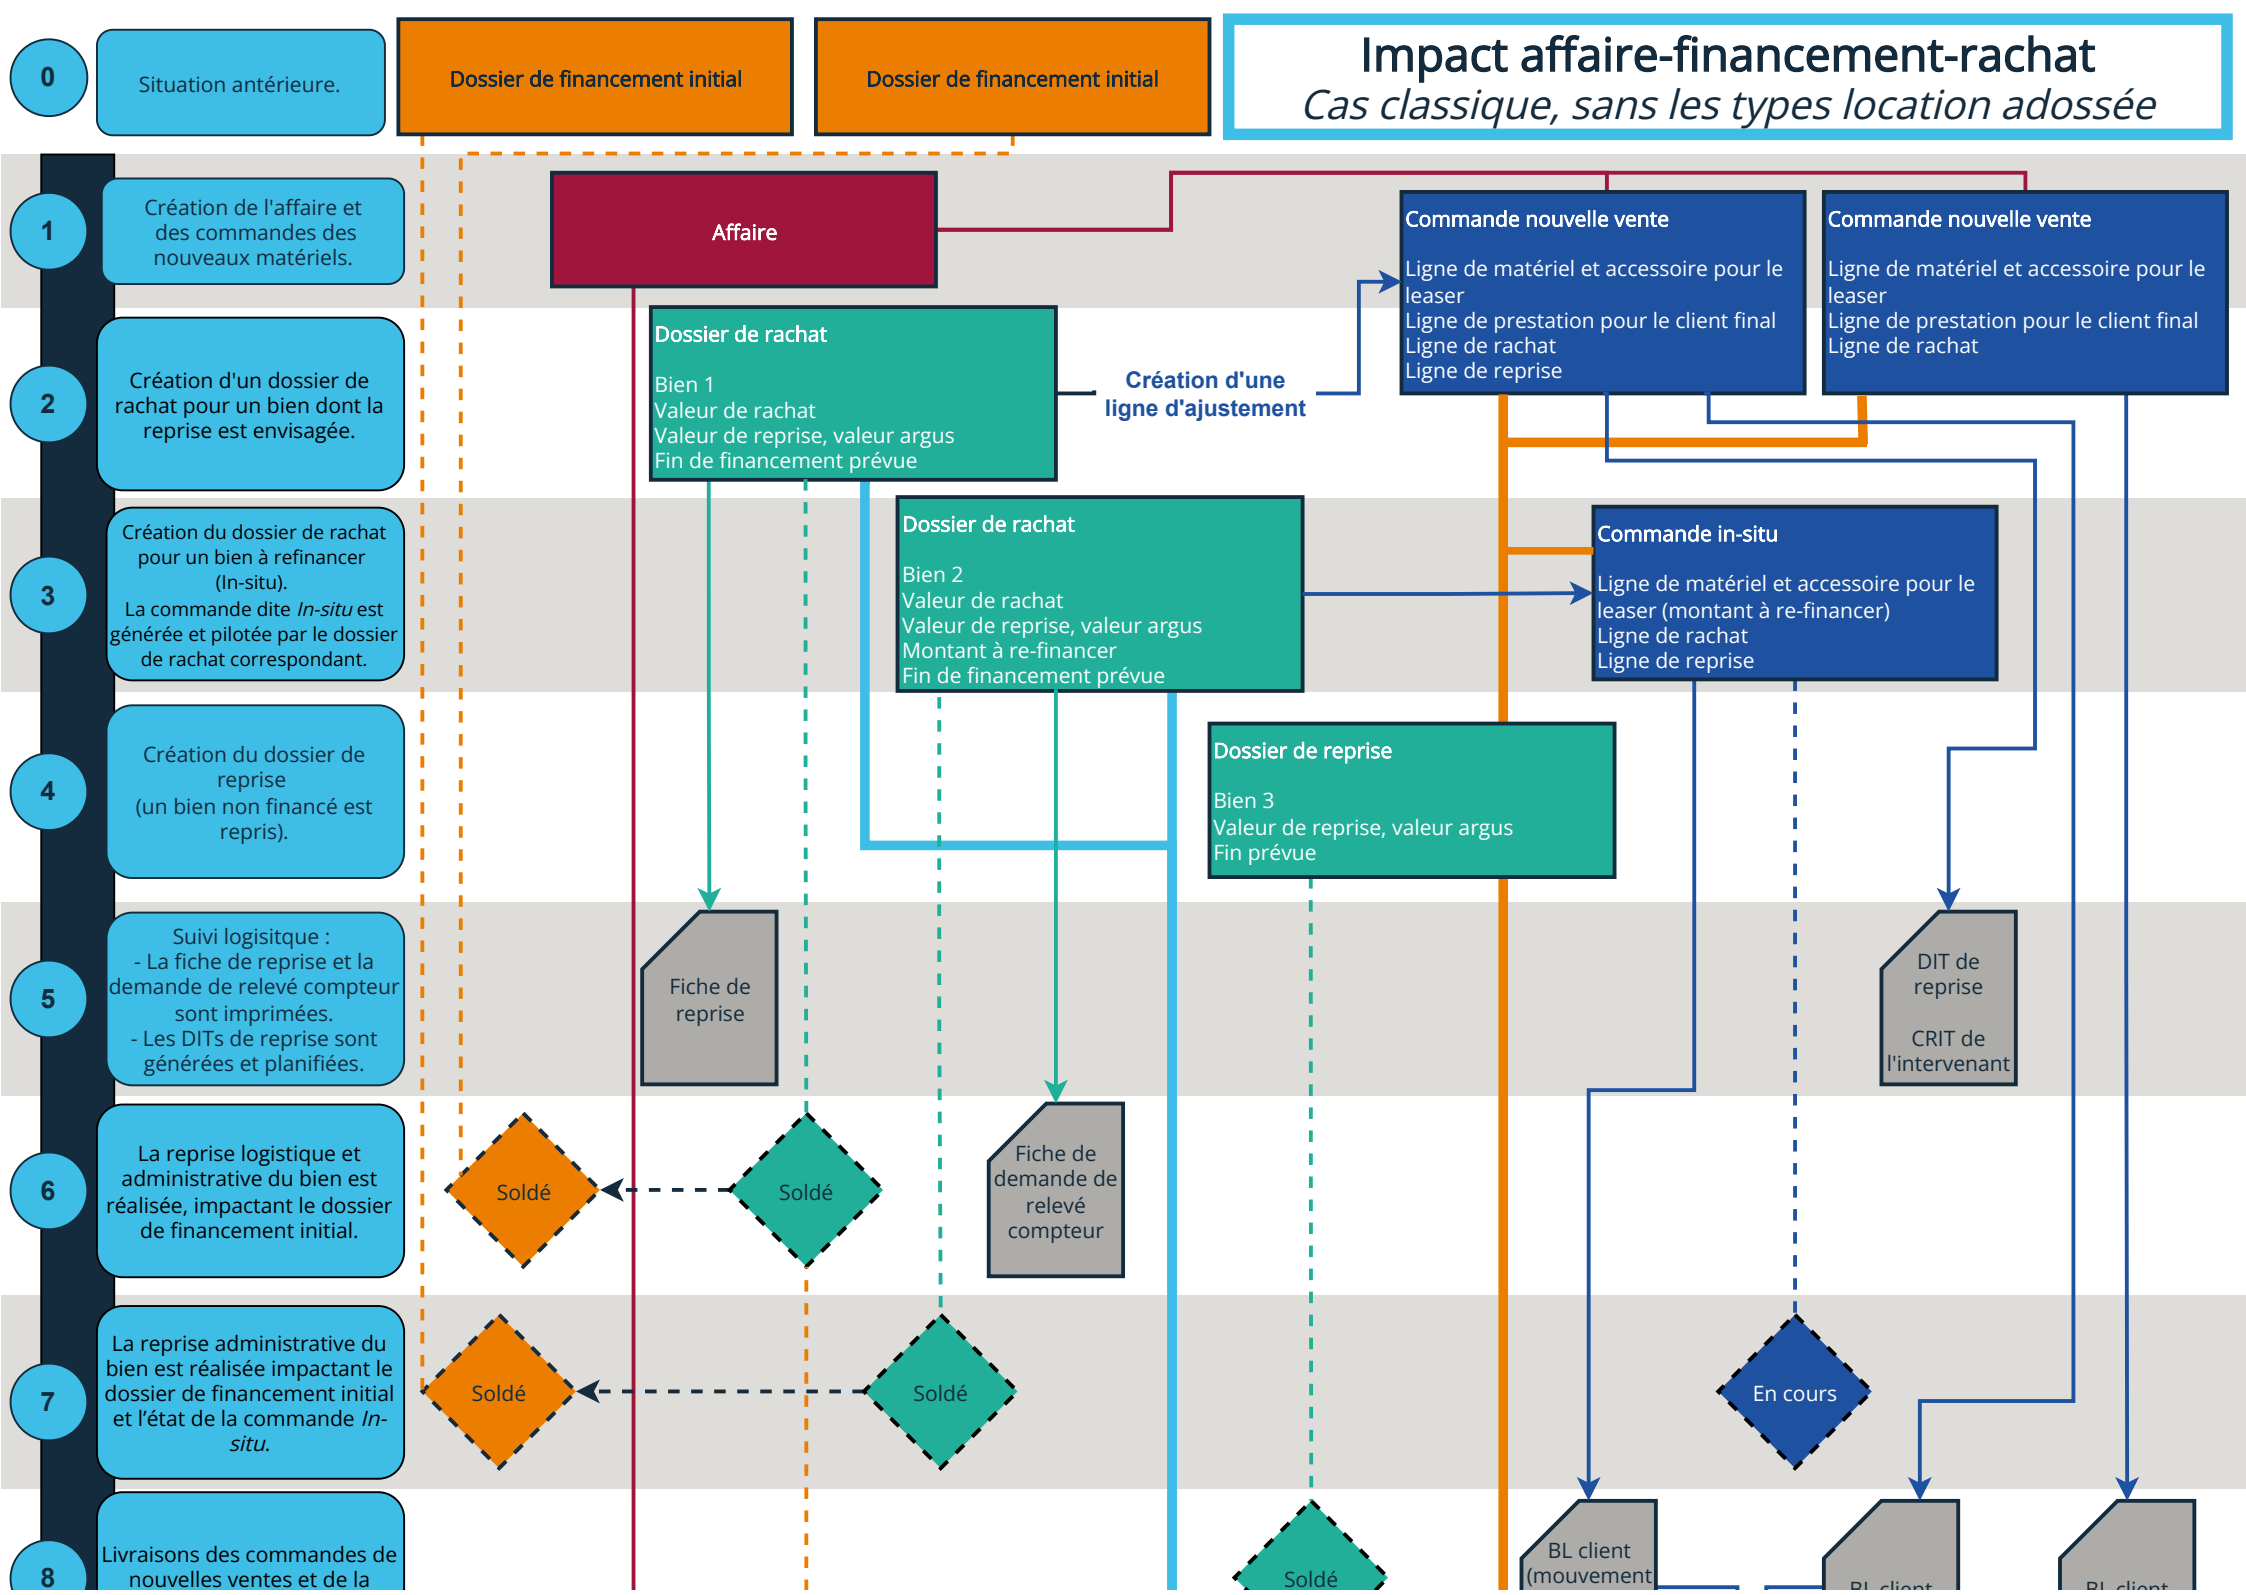 0
Situation antérieure.
Dossier de financement initial
Dossier de financement initial
Impact affaire-financement-rachat
Cas classique, sans les types location adossée
1
Création de l'affaire et
des commandes des
nouveaux matériels.
Affaire
Commande nouvelle vente
Ligne de matériel et accessoire pour le
leaser
Ligne de prestation pour le client final
Ligne de rachat
Ligne de reprise
Commande nouvelle vente
Ligne de matériel et accessoire pour le
leaser
Ligne de prestation pour le client final
Ligne de rachat
2
Création d'un dossier de
rachat pour un bien dont la
reprise est envisagée.
Dossier de rachat
Bien 1
Valeur de rachat
Valeur de reprise, valeur argus
Fin de financement prévue
Création d'une
ligne d'ajustement
3
Création du dossier de rachat
pour un bien à refinancer
(In-situ).
La commande dite In-situ est
générée et pilotée par le dossier
de rachat correspondant.
Dossier de rachat
Bien 2
Valeur de rachat
Valeur de reprise, valeur argus
Montant à re-financer
Fin de financement prévue
Commande in-situ
Ligne de matériel et accessoire pour le
leaser (montant à re-financer)
Ligne de rachat
Ligne de reprise
4
Création du dossier de
reprise
(un bien non financé est
repris).
Dossier de reprise
Bien 3
Valeur de reprise, valeur argus
Fin prévue
5
Suivi logisitque :
- La fiche de reprise et la
demande de relevé compteur
sont imprimées.
- Les DITs de reprise sont
générées et planifiées.
Fiche de
reprise
DIT de
reprise
CRIT de
l'intervenant
6
La reprise logistique et
administrative du bien est
réalisée, impactant le dossier
de financement initial.
Soldé
Soldé
Fiche de
demande de
relevé
compteur
7
La reprise administrative du
bien est réalisée impactant le
dossier de financement initial
et l’état de la commande In-
situ.
Soldé
Soldé
En cours
8
Livraisons des commandes de
nouvelles ventes et de la
Soldé
BL client
(mouvement
BL client
BL client